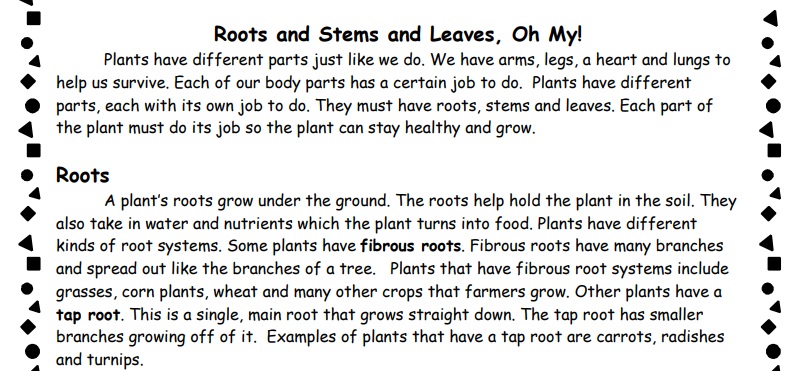 Roots and Stems and Leaves, Oh My!
Plants have different parts just like we do. We have arms, legs, a heart and lungs to
help us survive. Each of our body parts has a certain job to do.  Plants have different
parts, each with its own job to do. They must have roots, stems and leaves. Each part of
the plant must do its job so the plant can stay healthy and grow.
Roots
A plant's roots grow under the ground. The roots help hold the plant in the soil. They
also take in water and nutrients which the plant turns into food. Plants have different
kinds of root systems. Some plants have fibrous roots. Fibrous roots have many branches
and spread out like the branches of a tree.   Plants that have fibrous root systems include
grasses, corn plants, wheat and many other crops that farmers grow. Other plants have a
tap root. This is a single, main root that grows straight down. The tap root has smaller
branches growing off of it.  Examples of plants that have a tap root are carrots, radishes
and turnips.